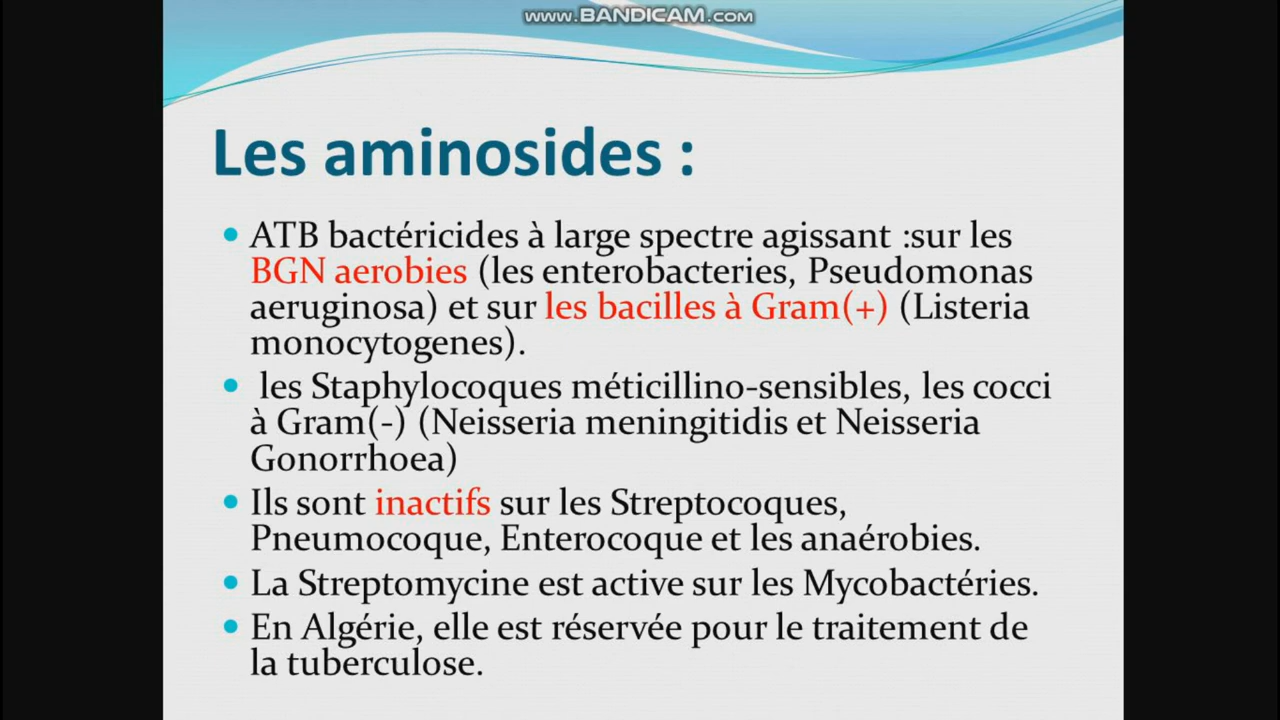 www.BANDICAM.com
Les aminosides :
• ATB bactéricides à large spectre agissant :sur les
BGN aerobies (les enterobacteries, Pseudomonas
aeruginosa) et sur les bacilles à Gram(+) (Listeria
monocytogenes).
• les Staphylocoques méticillino-sensibles, les cocci
à Gram(-) (Neisseria meningitidis et Neisseria
Gonorrhoea)
• Ils sont inactifs sur les Streptocoques,
Pneumocoque, Enterocoque et les anaérobies.
• La Streptomycine est active sur les Mycobactéries.
• En Algérie, elle est réservée pour le traitement de
la tuberculose.